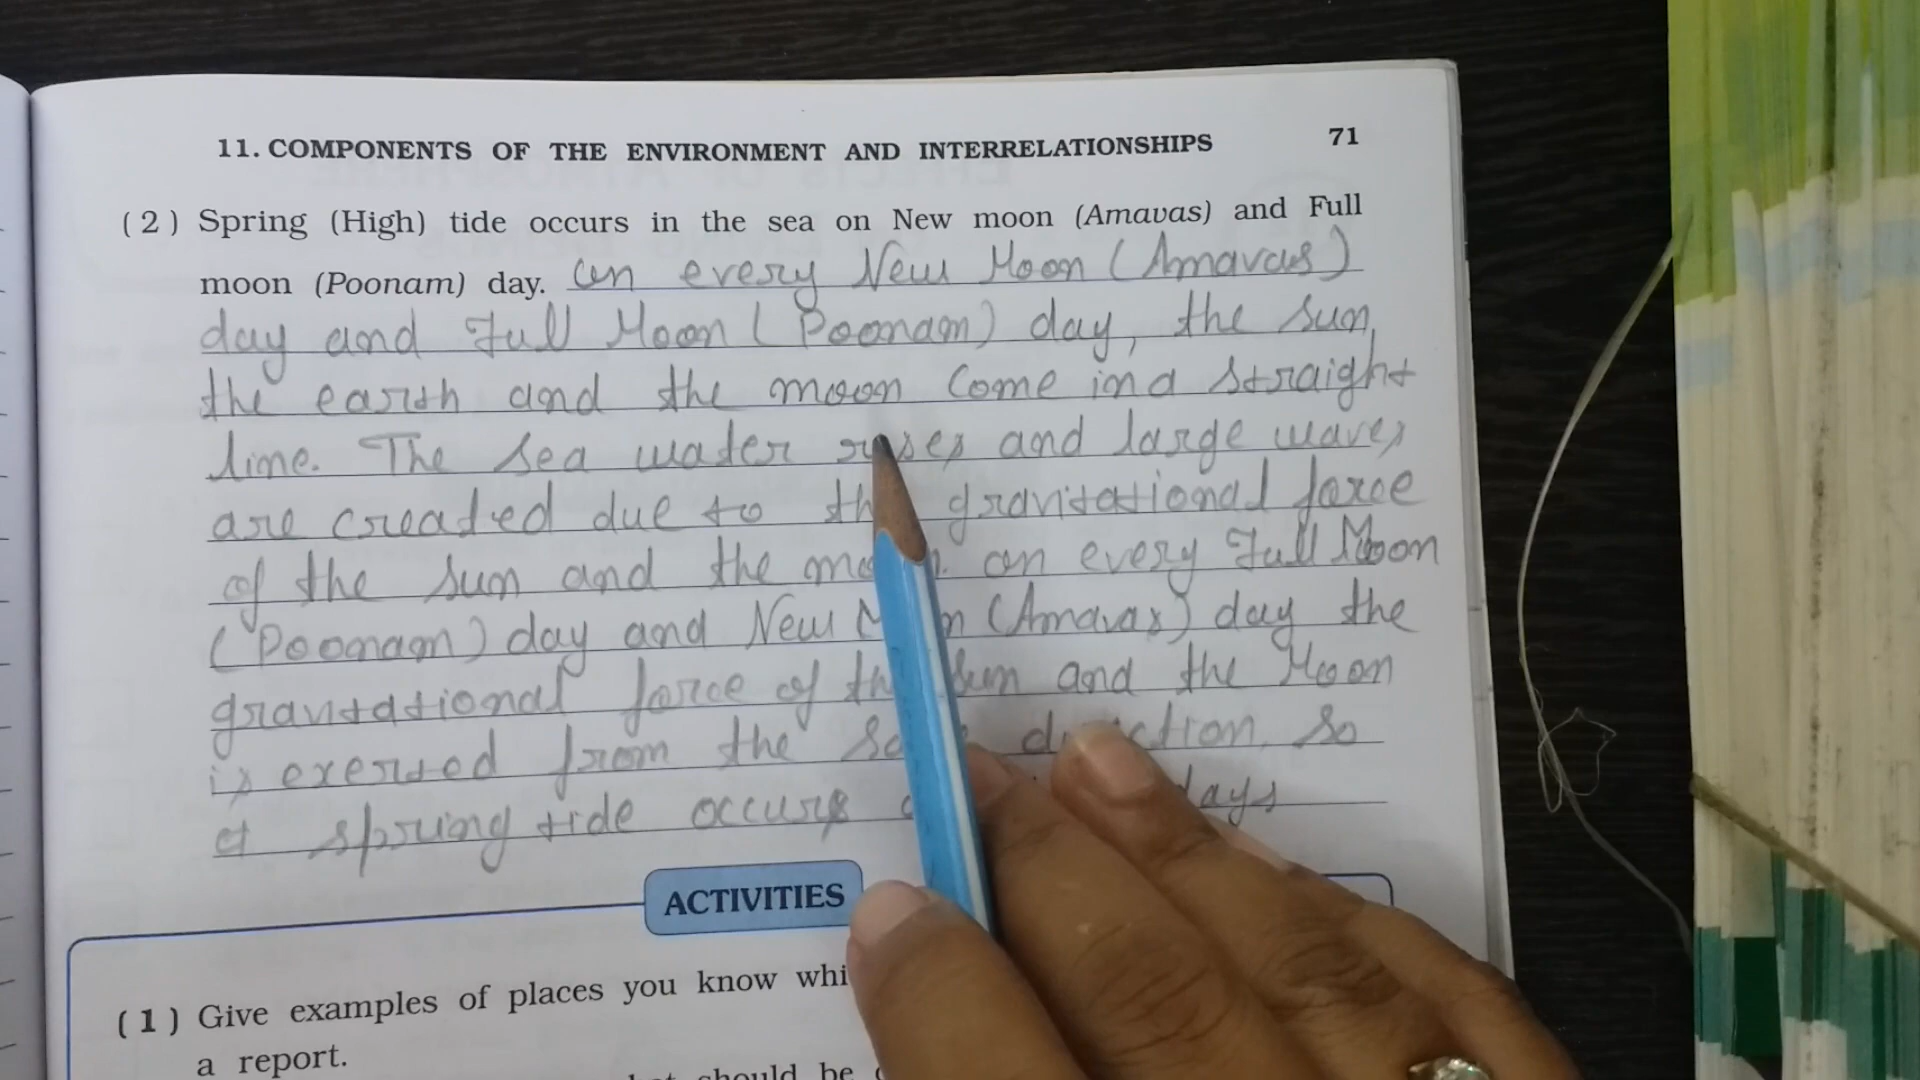 11. COMPONENTS OF THE ENVIRONMENT AND INTERRELATIONSHIPS 71
(2) Spring (High) tide occurs in the sea on New moon (Amavas) and Full
moon (Poonam) day. on every New Moon (Amavas)
day and Full Moon (Poonam) day, the sun,
the earth and the moon come in a straight
line. The sea water rises and large waves
are created due to the gravitational force
of the sun and the on every Full Moon
(Poonam) day and New (Amavas) day the
gravitational force of the sun and the Moon
is exerted from the direction, so
a spring tide occurs days
ACTIVITIES
(1) Give examples of places you know whi
a report.
should be